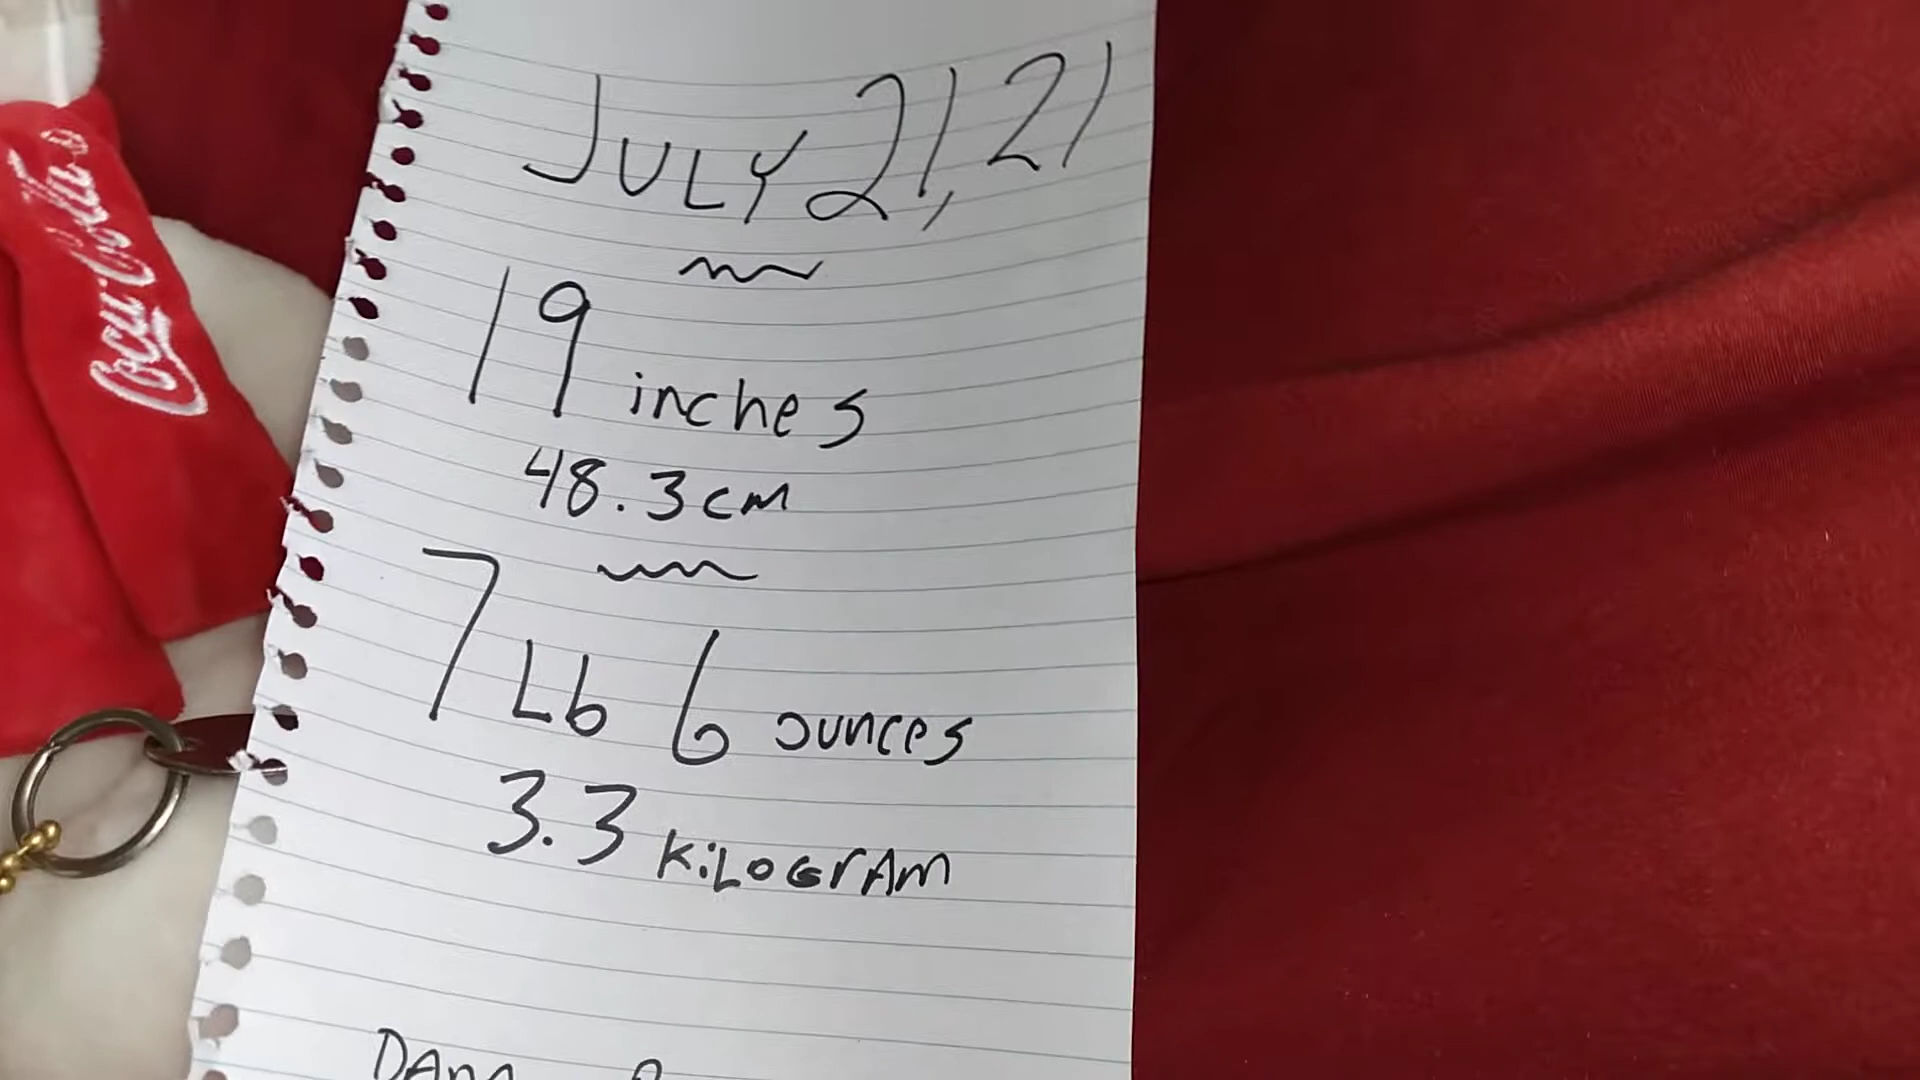 Coca-Cola
JULY 21, 21
19 inches
48.3 cm
7 Lb 6 ounces
3.3 KiLOGrAM